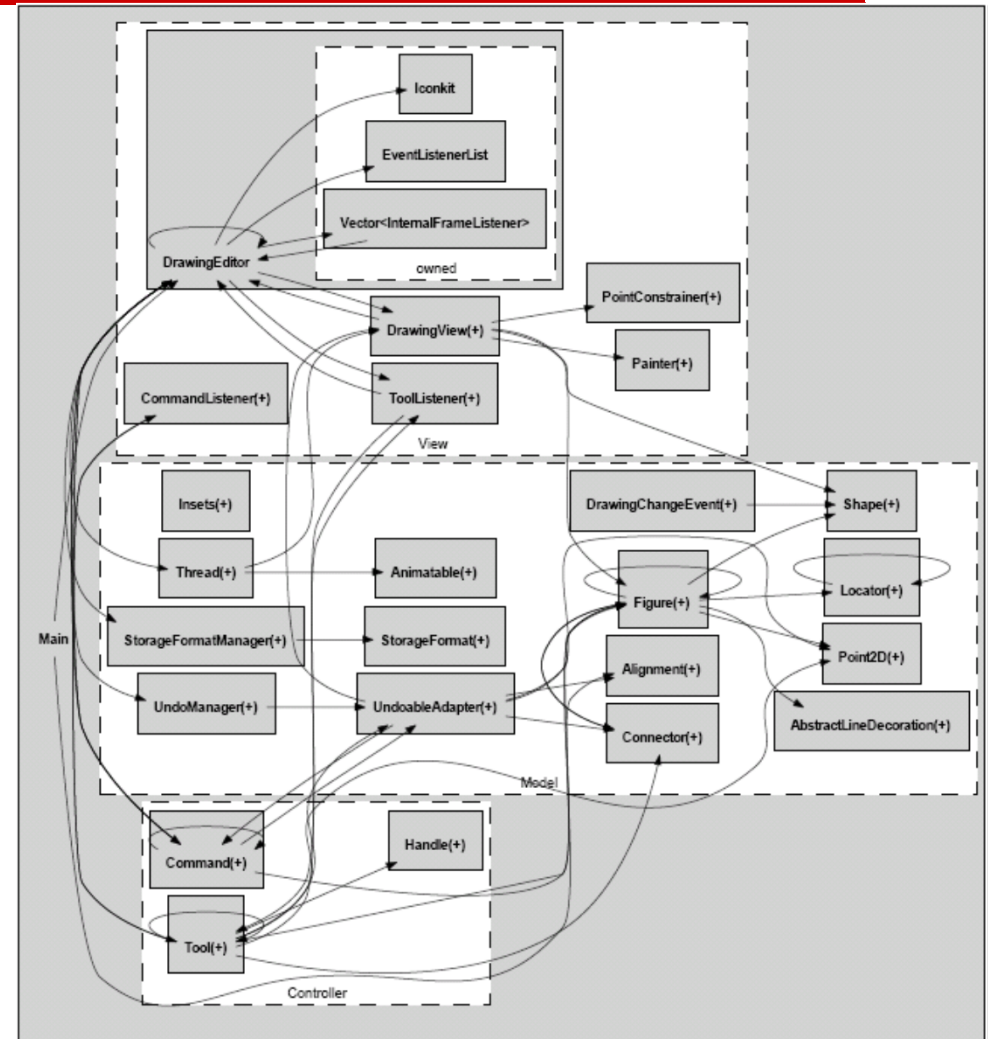 Iconkit
EventListenerList
Vector<InternalFrameListener>
DrawingEditor
owned
PointConstrainer(+)
DrawingView(+)
Painter(+)
CommandListener(+)
ToolListener(+)
View
Insets(+)
DrawingChangeEvent(+)
Shape(+)
Thread(+)
Animatable(+)
Locator(+)
Figure(+)
Main
StorageFormatManager(+)
StorageFormat(+)
Point2D(+)
Alignment(+)
UndoManager(+)
UndoableAdapter(+)
AbstractLineDecoration(+)
Connector(+)
Model
Handle(+)
Command(+)
Tool(+)
Controller